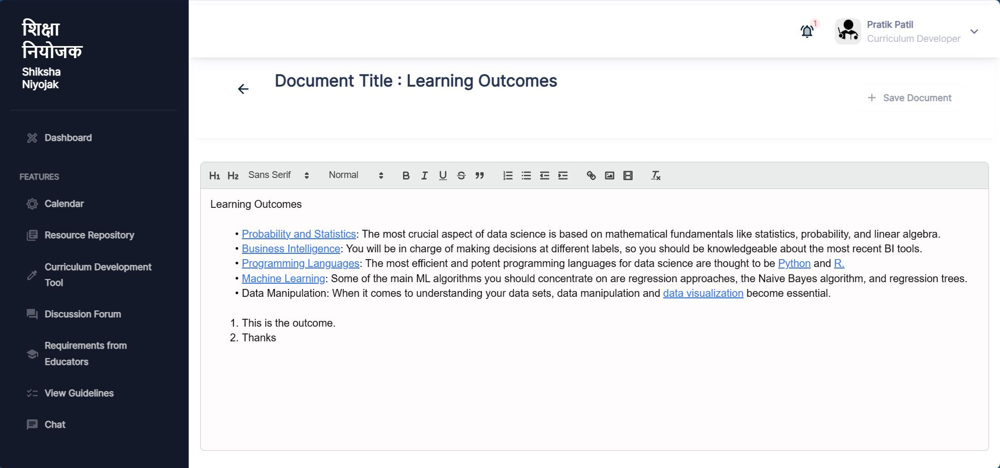 शिक्षा
नियोजक
Shiksha
Niyojak
Dashboard
FEATURES
Calendar
Resource Repository
Curriculum Development
Tool
Discussion Forum
Requirements from
Educators
View Guidelines
Chat
1
Pratik Patil
Curriculum Developer
Document Title : Learning Outcomes
+ Save Document
H1 H2 Sans Serif Normal B I U S
Learning Outcomes
• Probability and Statistics: The most crucial aspect of data science is based on mathematical fundamentals like statistics, probability, and linear algebra.
• Business Intelligence: You will be in charge of making decisions at different labels, so you should be knowledgeable about the most recent BI tools.
• Programming Languages: The most efficient and potent programming languages for data science are thought to be Python and R.
• Machine Learning: Some of the main ML algorithms you should concentrate on are regression approaches, the Naive Bayes algorithm, and regression trees.
• Data Manipulation: When it comes to understanding your data sets, data manipulation and data visualization become essential.
1. This is the outcome.
2. Thanks